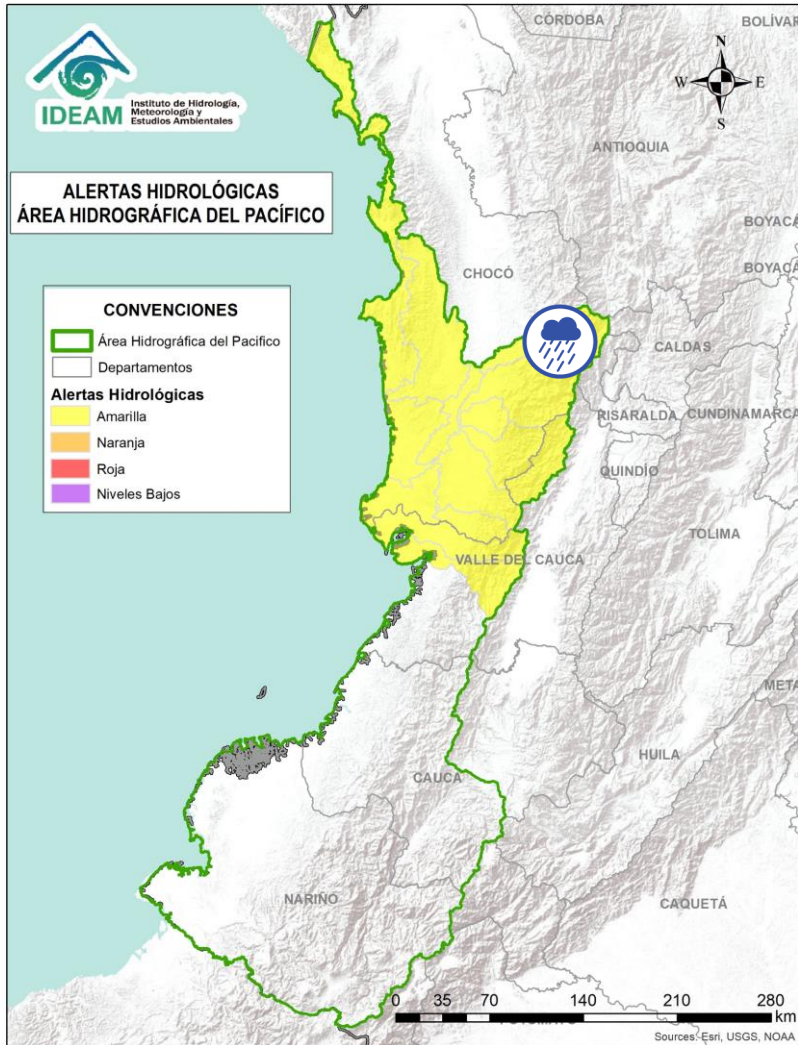 CÓRDOBA
BOLÍVAR
IDEAM
Instituto de Hidrología,
Meteorología y
Estudios Ambientales
N
W E
S
ANTIOQUIA
ALERTAS HIDROLÓGICAS
ÁREA HIDROGRÁFICA DEL PACÍFICO
BOYACÁ
BOYACÁ
CHOCÓ
CONVENCIONES
Área Hidrográfica del Pacifico
Departamentos
Alertas Hidrológicas
Amarilla
Naranja
Roja
Niveles Bajos
CALDAS
RISARALDA
CUNDINAMARCA
QUINDÍO
TOLIMA
VALLE DEL CAUCA
META
HUILA
CAUCA
NARIÑO
CAQUETÁ
0 35 70 140 210 280
km
Sources: Esri, USGS, NOAA